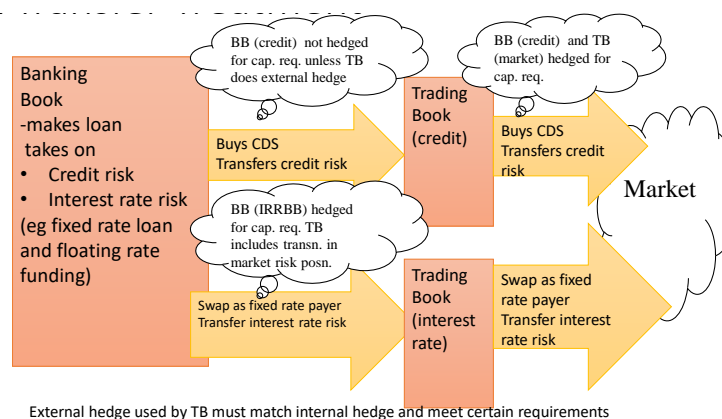 BB (credit) not hedged
for cap. req. unless TB
does external hedge
BB (credit) and TB
(market) hedged for
cap. req.
Banking
Book
-makes loan
takes on
• Credit risk
• Interest rate risk
(eg fixed rate loan
and floating rate
funding)
Buys CDS
Transfers credit risk
Trading
Book
(credit)
Buys CDS
Transfers credit
risk
Market
BB (IRRBB) hedged
for cap. req. TB
includes transn. in
market risk posn.
Swap as fixed rate payer
Transfer interest rate risk
Trading
Book
(interest
rate)
Swap as fixed
rate payer
Transfer interest
rate risk
External hedge used by TB must match internal hedge and meet certain requirements